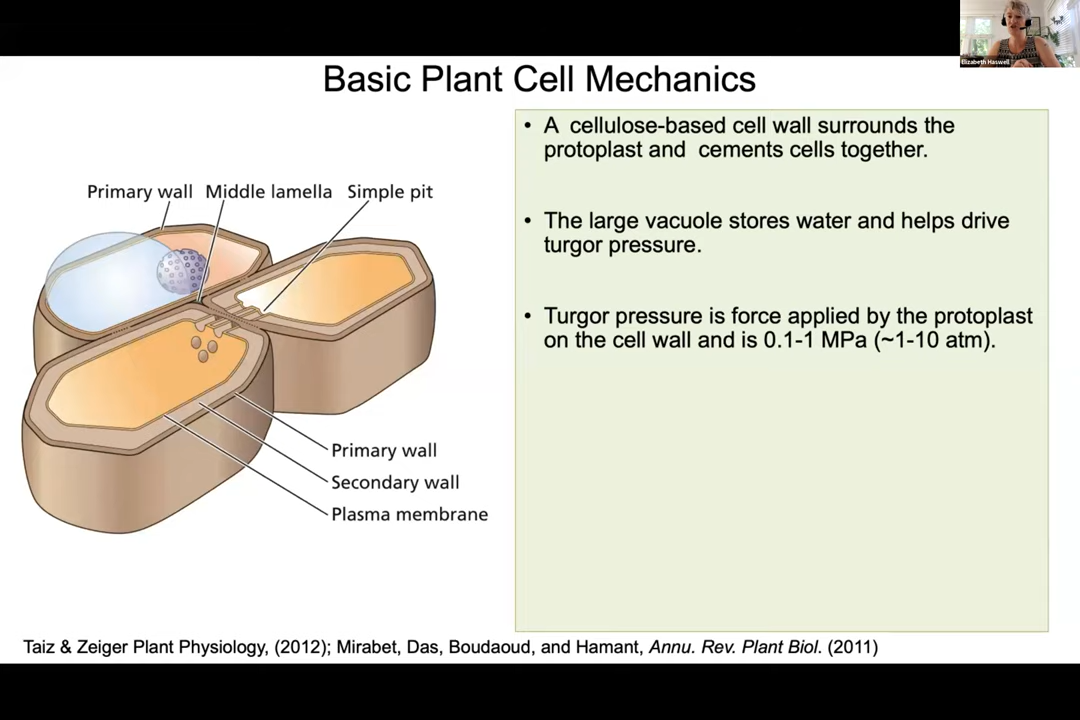 Elizabeth Haswell
Basic Plant Cell Mechanics
Primary wall Middle lamella Simple pit
Primary wall
Secondary wall
Plasma membrane
• A cellulose-based cell wall surrounds the
protoplast and cements cells together.
• The large vacuole stores water and helps drive
turgor pressure.
• Turgor pressure is force applied by the protoplast
on the cell wall and is 0.1-1 MPa (~1-10 atm).
Taiz & Zeiger Plant Physiology, (2012); Mirabet, Das, Boudaoud, and Hamant, Annu. Rev. Plant Biol. (2011)